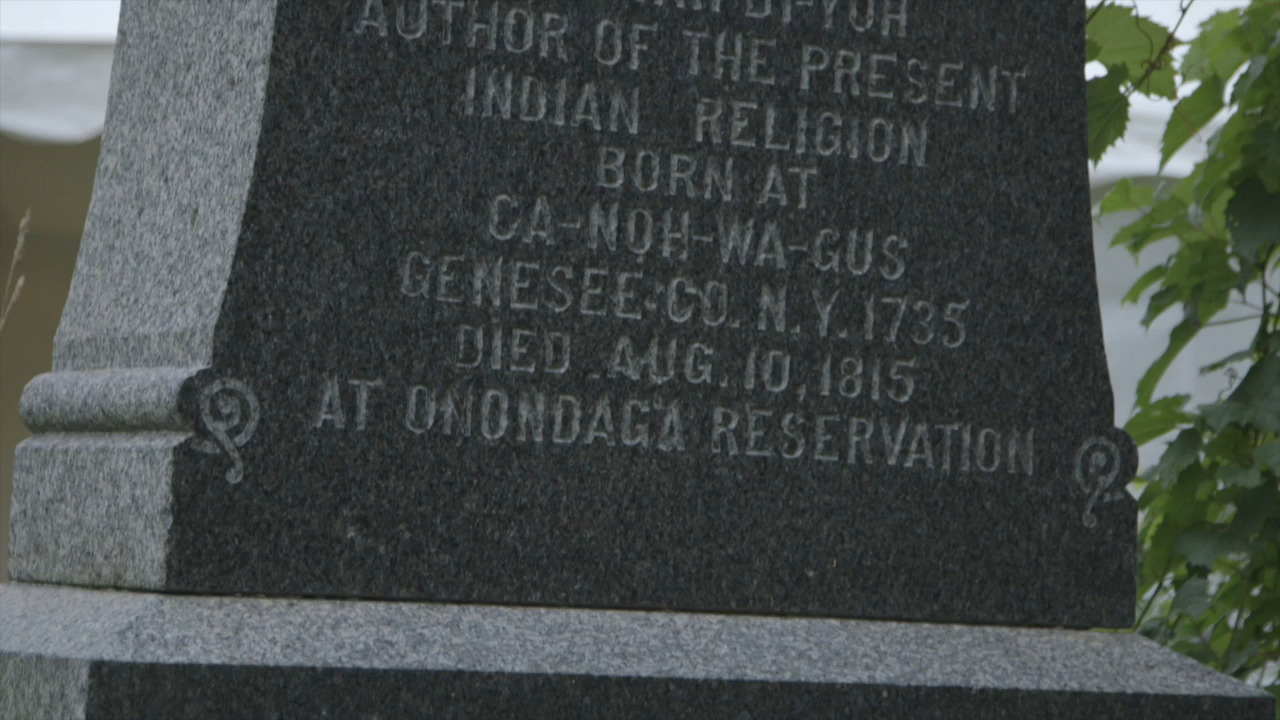 AUTHOR OF THE PRESENT
INDIAN RELIGION
BORN AT
GA-NOH-WA-GUS
GENESEE CO. N.Y. 1735
DIED AUG. 10, 1815
AT ONONDAGA RESERVATION